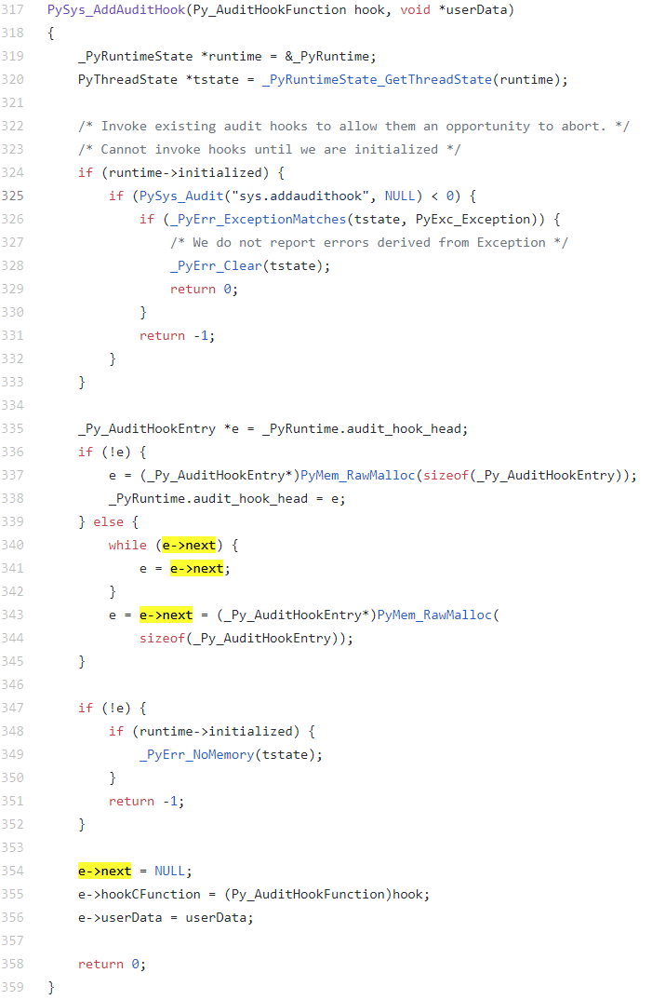 317 PySys_AddAuditHook(Py_AuditHookFunction hook, void *userData)
318 {
319     _PyRuntimeState *runtime = &_PyRuntime;
320     PyThreadState *tstate = _PyRuntimeState_GetThreadState(runtime);
321
322     /* Invoke existing audit hooks to allow them an opportunity to abort. */
323     /* Cannot invoke hooks until we are initialized */
324     if (runtime->initialized) {
325         if (PySys_Audit("sys.addaudithook", NULL) < 0) {
326             if (_PyErr_ExceptionMatches(tstate, PyExc_Exception)) {
327                 /* We do not report errors derived from Exception */
328                 _PyErr_Clear(tstate);
329                 return 0;
330             }
331             return -1;
332         }
333     }
334
335     _Py_AuditHookEntry *e = _PyRuntime.audit_hook_head;
336     if (!e) {
337         e = (_Py_AuditHookEntry*)PyMem_RawMalloc(sizeof(_Py_AuditHookEntry));
338         _PyRuntime.audit_hook_head = e;
339     } else {
340         while (e->next) {
341             e = e->next;
342         }
343         e = e->next = (_Py_AuditHookEntry*)PyMem_RawMalloc(
344             sizeof(_Py_AuditHookEntry));
345     }
346
347     if (!e) {
348         if (runtime->initialized) {
349             _PyErr_NoMemory(tstate);
350         }
351         return -1;
352     }
353
354     e->next = NULL;
355     e->hookCFunction = (Py_AuditHookFunction)hook;
356     e->userData = userData;
357
358     return 0;
359 }